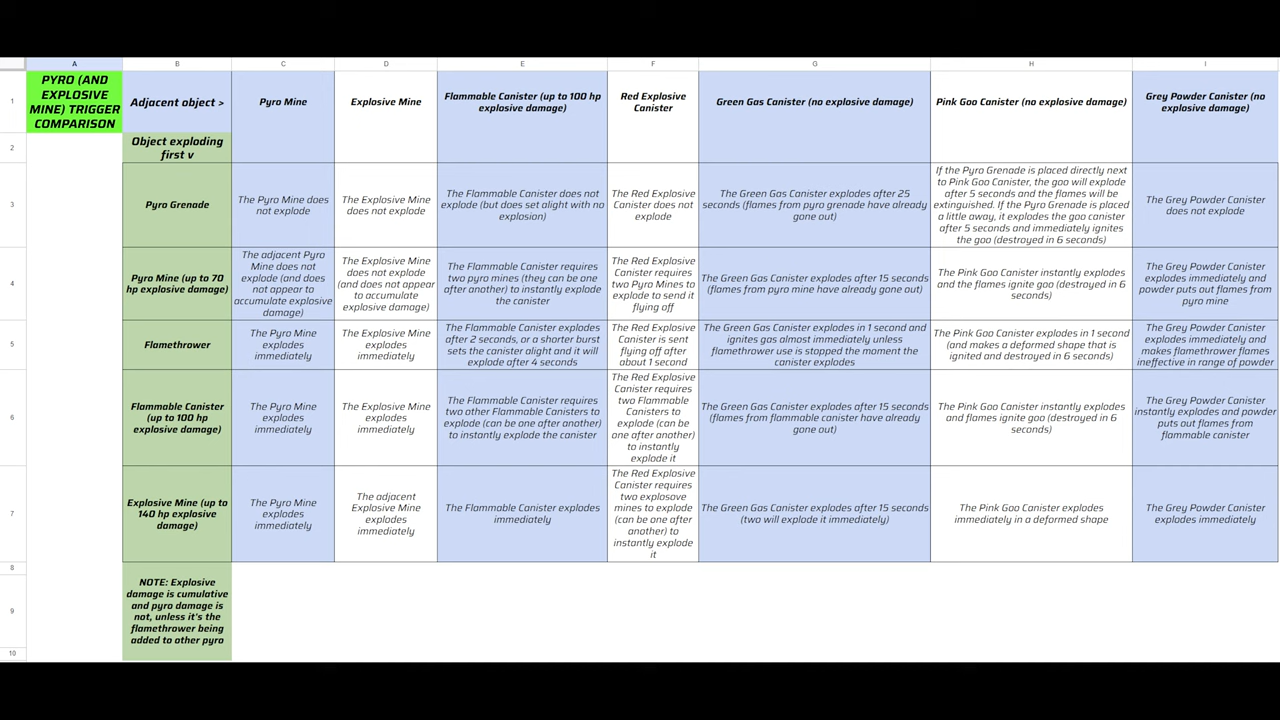 A B C D E F G H I
1
PYRO (AND
EXPLOSIVE
MINE) TRIGGER
COMPARISON
Adjacent object >
Pyro Mine
Explosive Mine
Flammable Canister (up to 100 hp
explosive damage)
Red Explosive
Canister
Green Gas Canister (no explosive damage)
Pink Goo Canister (no explosive damage)
Grey Powder Canister (no
explosive damage)
2
Object exploding
first v
3
Pyro Grenade
The Pyro Mine does
not explode
The Explosive Mine
does not explode
The Flammable Canister does not
explode (but does set alight with no
explosion)
The Red Explosive
Canister does not
explode
The Green Gas Canister explodes after 25
seconds (flames from pyro grenade have already
gone out)
If the Pyro Grenade is placed directly next
to Pink Goo Canister, the goo will explode
after 5 seconds and the flames will be
extinguished. If the Pyro Grenade is placed
a little away, it explodes the goo canister
after 5 seconds and immediately ignites
the goo (destroyed in 6 seconds)
The Grey Powder Canister
does not explode
4
Pyro Mine (up to 70
hp explosive damage)
The adjacent Pyro
Mine does not
explode (and does
not appear to
accumulate explosive
damage)
The Explosive Mine
does not explode
(and does not appear
to accumulate
explosive damage)
The Flammable Canister requires
two pyro mines (they can be one
after another) to instantly explode
the canister
The Red Explosive
Canister requires
two Pyro Mines to
explode to send it
flying off
The Green Gas Canister explodes after 15 seconds
(flames from pyro mine have already gone out)
The Pink Goo Canister instantly explodes
and the flames ignite goo (destroyed in 6
seconds)
The Grey Powder Canister
explodes immediately and
powder puts out flames from
pyro mine
5
Flamethrower
The Pyro Mine
explodes
immediately
The Explosive Mine
explodes
immediately
The Flammable Canister explodes
after 2 seconds, or a shorter burst
sets the canister alight and it will
explode after 4 seconds
The Red Explosive
Canister is sent
flying off after
about 1 second
The Green Gas Canister explodes in 1 second and
ignites gas almost immediately unless
flamethrower use is stopped the moment the
canister explodes
The Pink Goo Canister explodes in 1 second
(and makes a deformed shape that is
ignited and destroyed in 6 seconds)
The Grey Powder Canister
explodes immediately and
makes flamethrower flames
ineffective in range of powder
6
Flammable Canister
(up to 100 hp
explosive damage)
The Pyro Mine
explodes
immediately
The Explosive Mine
explodes
immediately
The Flammable Canister requires
two other Flammable Canisters to
explode (can be one after another)
to instantly explode the canister
The Red Explosive
Canister requires
two Flammable
Canisters to
explode (can be
one after another)
to instantly
explode it
The Green Gas Canister explodes after 15 seconds
(flames from flammable canister have already
gone out)
The Pink Goo Canister instantly explodes
and flames ignite goo (destroyed in 6
seconds)
The Grey Powder Canister
instantly explodes and powder
puts out flames from
flammable canister
7
Explosive Mine (up to
140 hp explosive
damage)
The Pyro Mine
explodes
immediately
The adjacent
Explosive Mine
explodes
immediately
The Flammable Canister explodes
immediately
The Red Explosive
Canister requires
two explosove
mines to explode
(can be one after
another) to
instantly explode
it
The Green Gas Canister explodes after 15 seconds
(two will explode it immediately)
The Pink Goo Canister explodes
immediately in a deformed shape
The Grey Powder Canister
explodes immediately
8
9
NOTE: Explosive
damage is cumulative
and pyro damage is
not, unless it's the
flamethrower being
added to other pyro
10